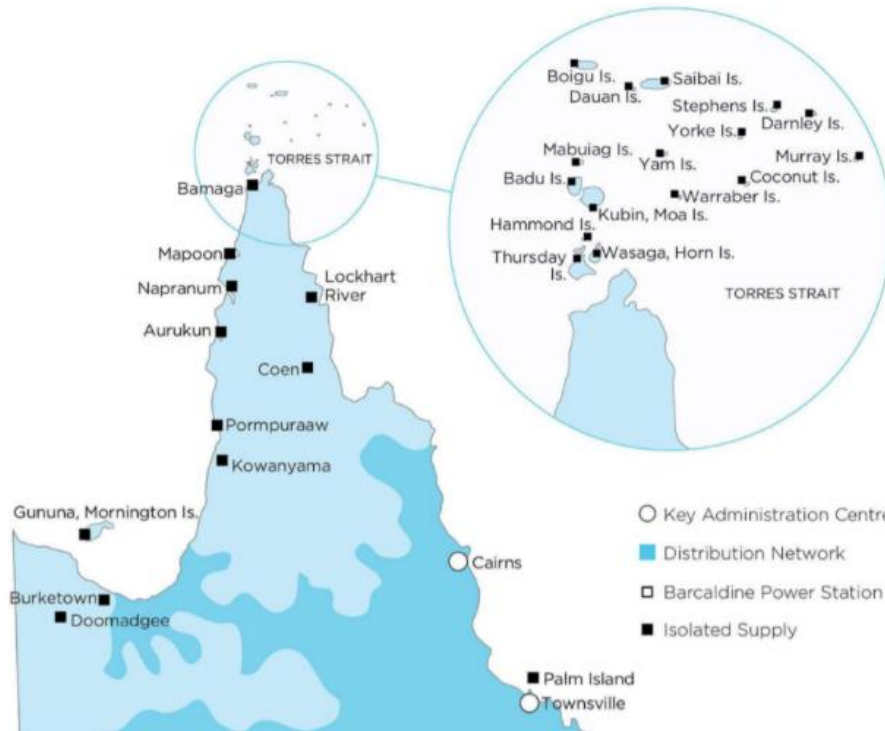 Boigu Is.
Saibai Is.
Dauan Is.
Stephens Is.
Darnley Is.
Yorke Is.
Mabuiag Is.
Yam Is.
Murray Is.
Badu Is.
Coconut Is.
Warraber Is.
Kubin, Moa Is.
Hammond Is.
Wasaga, Horn Is.
Thursday
Is.
TORRES STRAIT
TORRES STRAIT
Bamaga
Mapoon
Napranum
Lockhart
River
Aurukun
Coen
Pormpuraaw
Kowanyama
Gununa, Mornington Is.
Burketown
Doomadgee
Cairns
Palm Island
Townsville
Key Administration Centre
Distribution Network
Barcaldine Power Station
Isolated Supply